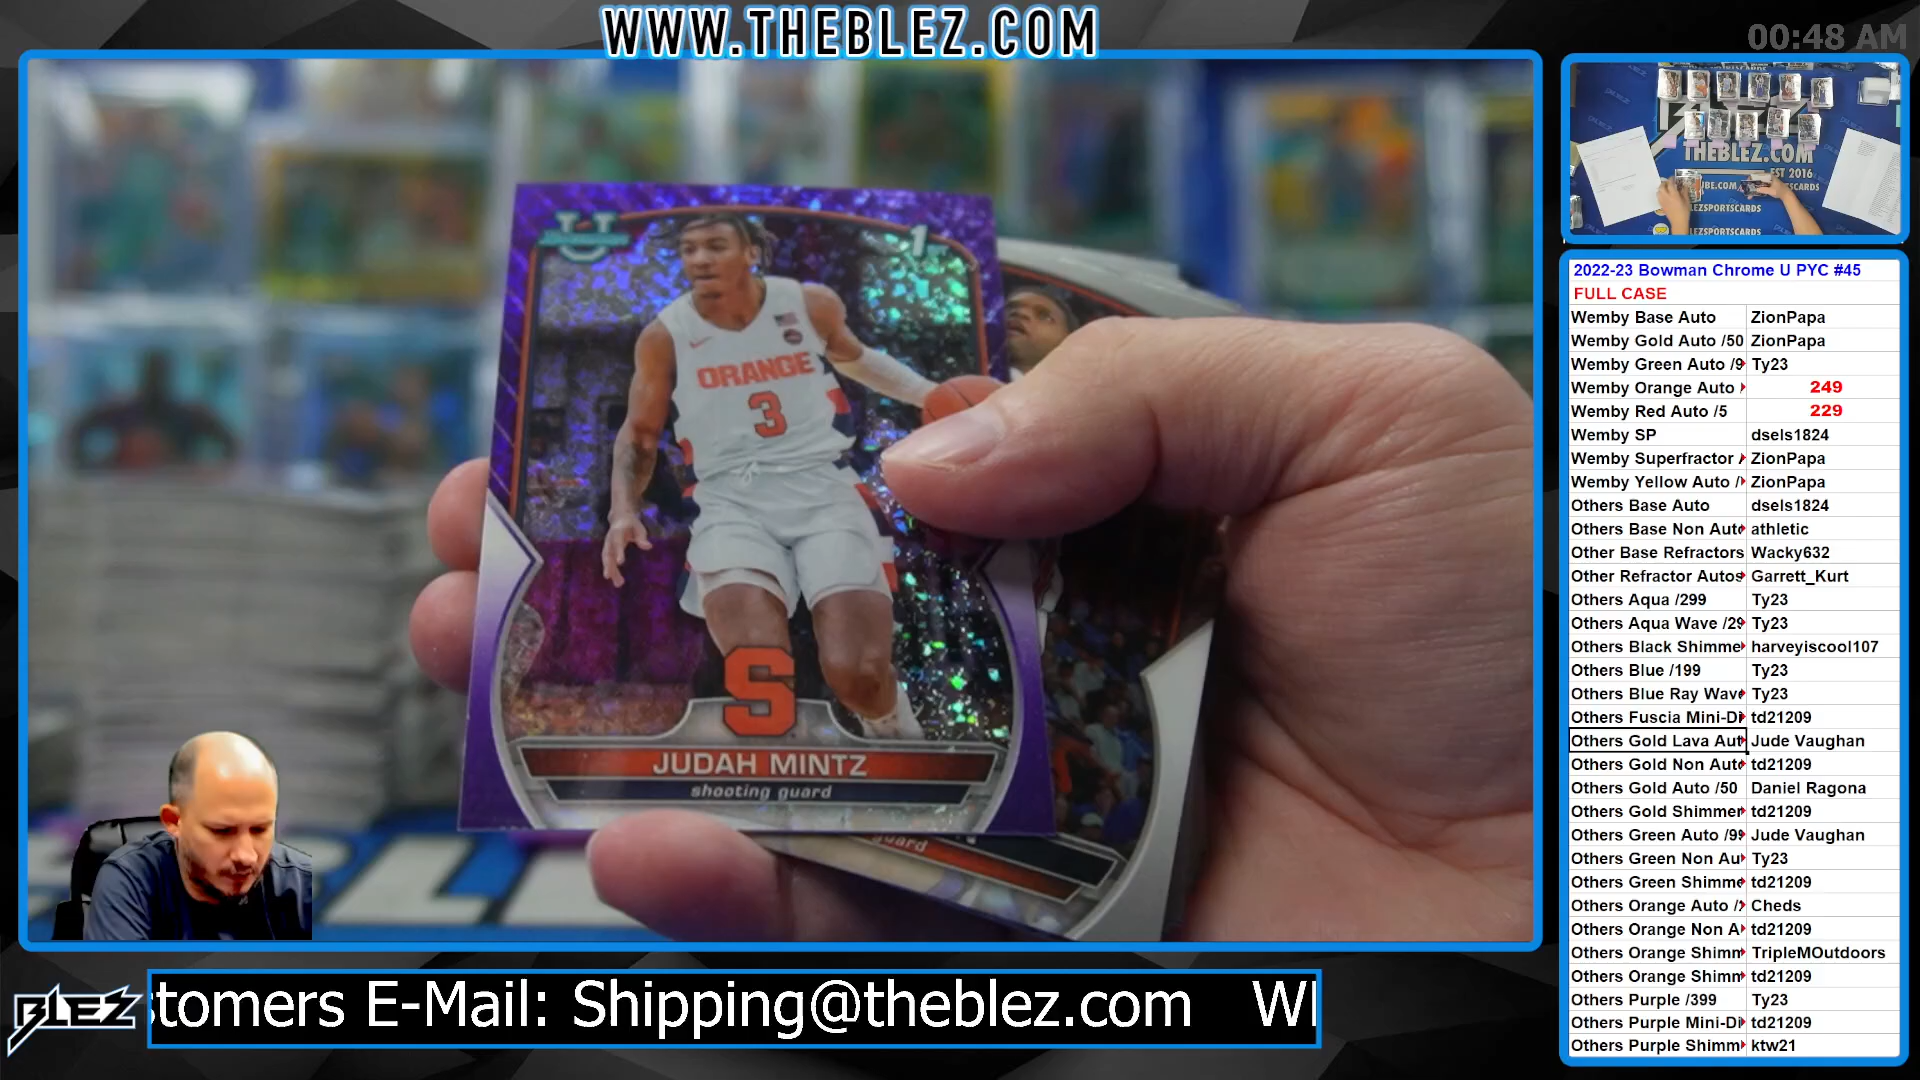 WWW.THEBLEZ.COM
00:48 AM
ORANGE
3
1st
S
JUDAH MINTZ
shooting guard
guard
THEBLEZ.COM
EST 2016
LEZSPORTSCARDS
2022-23 Bowman Chrome U PYC #45
FULL CASE
Wemby Base Auto ZionPapa
Wemby Gold Auto /50 ZionPapa
Wemby Green Auto /9 Ty23
Wemby Orange Auto 249
Wemby Red Auto /5 229
Wemby SP dsels1824
Wemby Superfractor ZionPapa
Wemby Yellow Auto / ZionPapa
Others Base Auto dsels1824
Others Base Non Auto athletic
Other Base Refractors Wacky632
Other Refractor Autos Garrett_Kurt
Others Aqua /299 Ty23
Others Aqua Wave /29 Ty23
Others Black Shimme harveyiscool107
Others Blue /199 Ty23
Others Blue Ray Wave Ty23
Others Fuscia Mini-Di td21209
Others Gold Lava Aut Jude Vaughan
Others Gold Non Auto td21209
Others Gold Auto /50 Daniel Ragona
Others Gold Shimmer td21209
Others Green Auto /99 Jude Vaughan
Others Green Non Au Ty23
Others Green Shimme td21209
Others Orange Auto / Cheds
Others Orange Non A td21209
Others Orange Shimm TripleMOutdoors
Others Orange Shimm td21209
Others Purple /399 Ty23
Others Purple Mini-Di td21209
Others Purple Shimm ktw21
BLEZ
stomers E-Mail: Shipping@theblez.com Wh